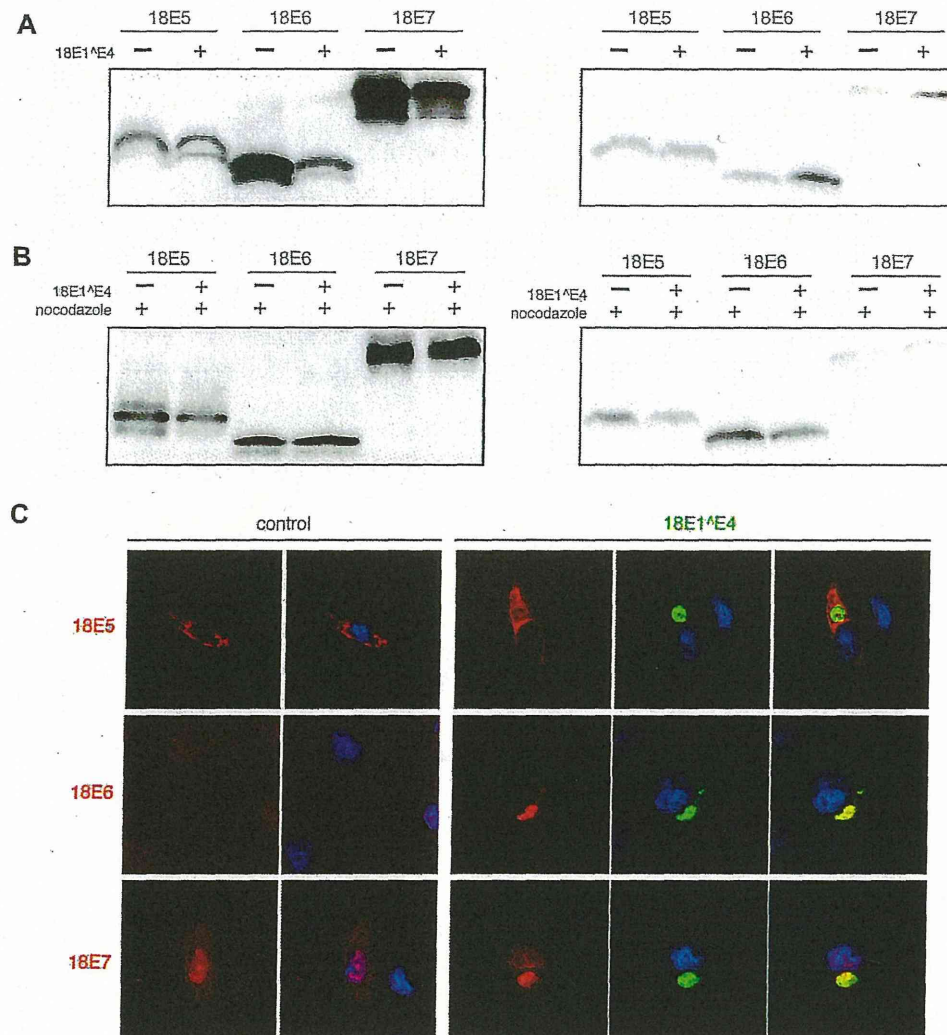 A
18E5 18E6 18E7 18E5 18E6 18E7
18E1^E4 − + − + − + − + − + − +
B
18E5 18E6 18E7 18E5 18E6 18E7
18E1^E4 − + − + − + 18E1^E4 − + − + − +
nocodazole + + + + + + nocodazole + + + + + +
C
control 18E1^E4
18E5
18E6
18E7